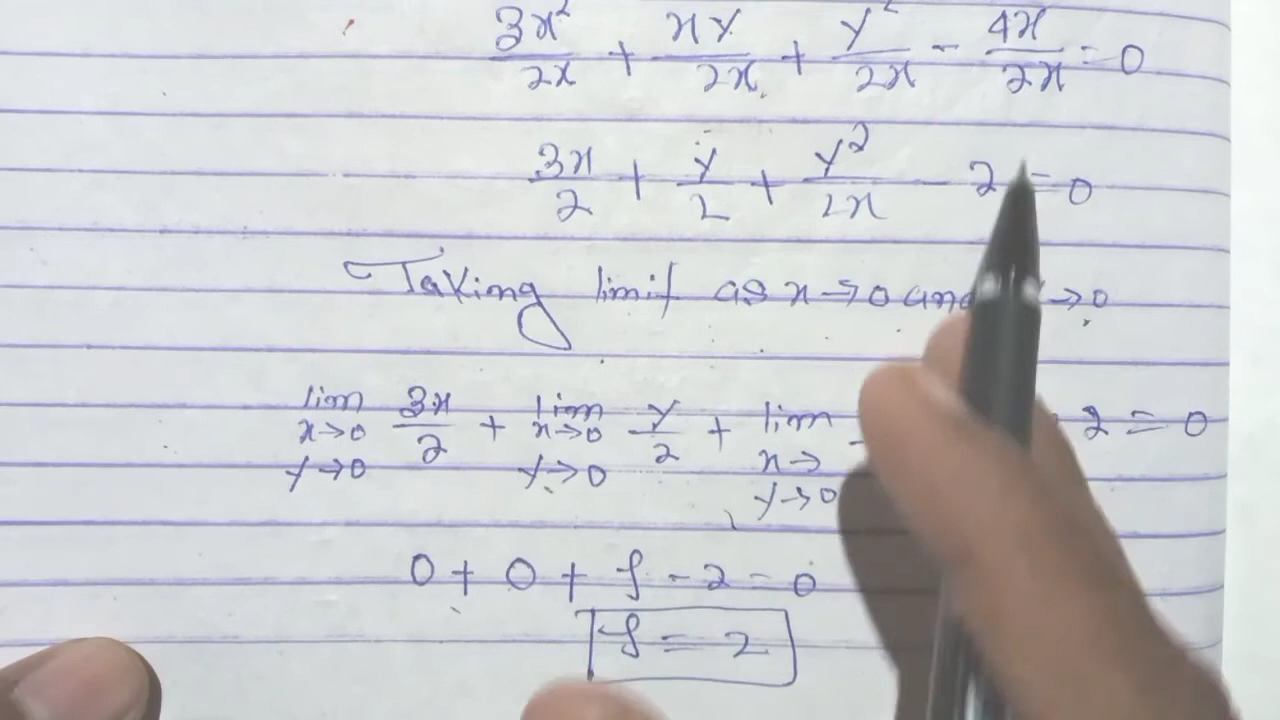 3x²/2x + xy/2x + y²/2x - 4x/2x = 0
3x/2 + y/2 + y²/2x - 2 = 0
Taking limit as x→0 and →0
lim x→0 y→0 3x/2 + lim x→0 y→0 y/2 + lim x→ y→0 2 = 0
0 + 0 + ρ - 2 = 0
ρ = 2